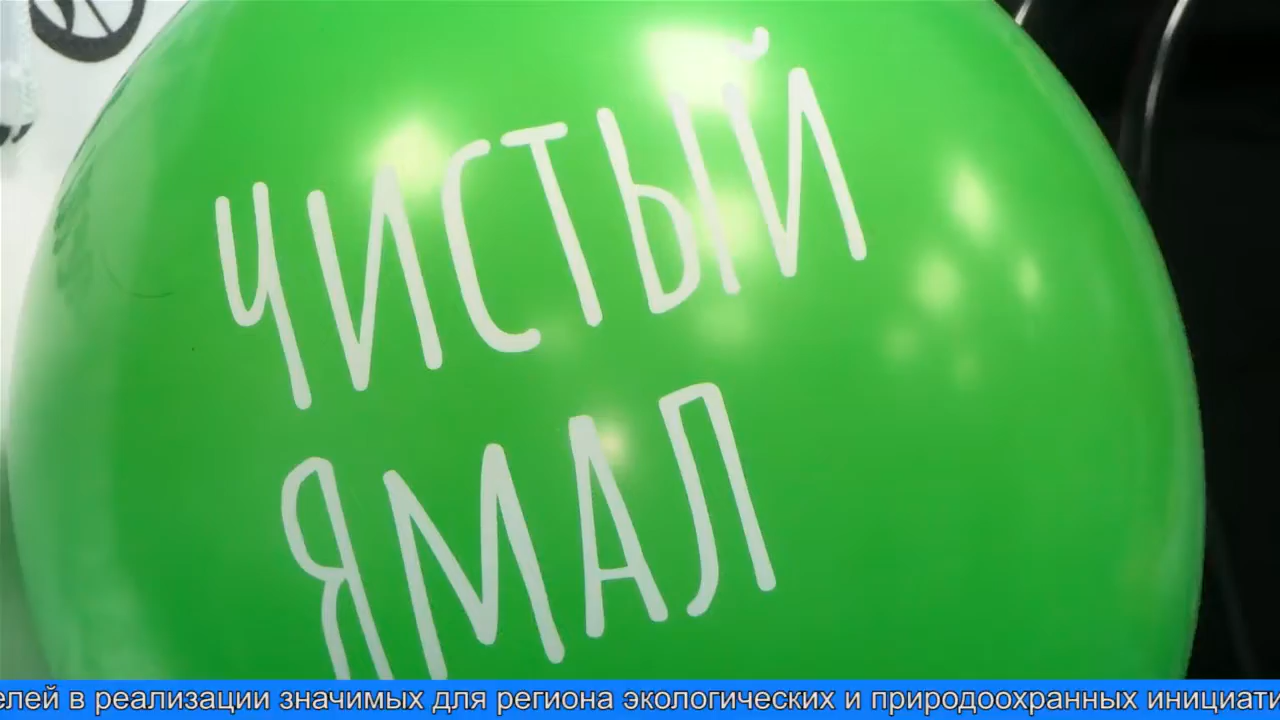 ЧИСТЫЙ
ЯМАЛ
елей в реализации значимых для региона экологических и природоохранных инициати